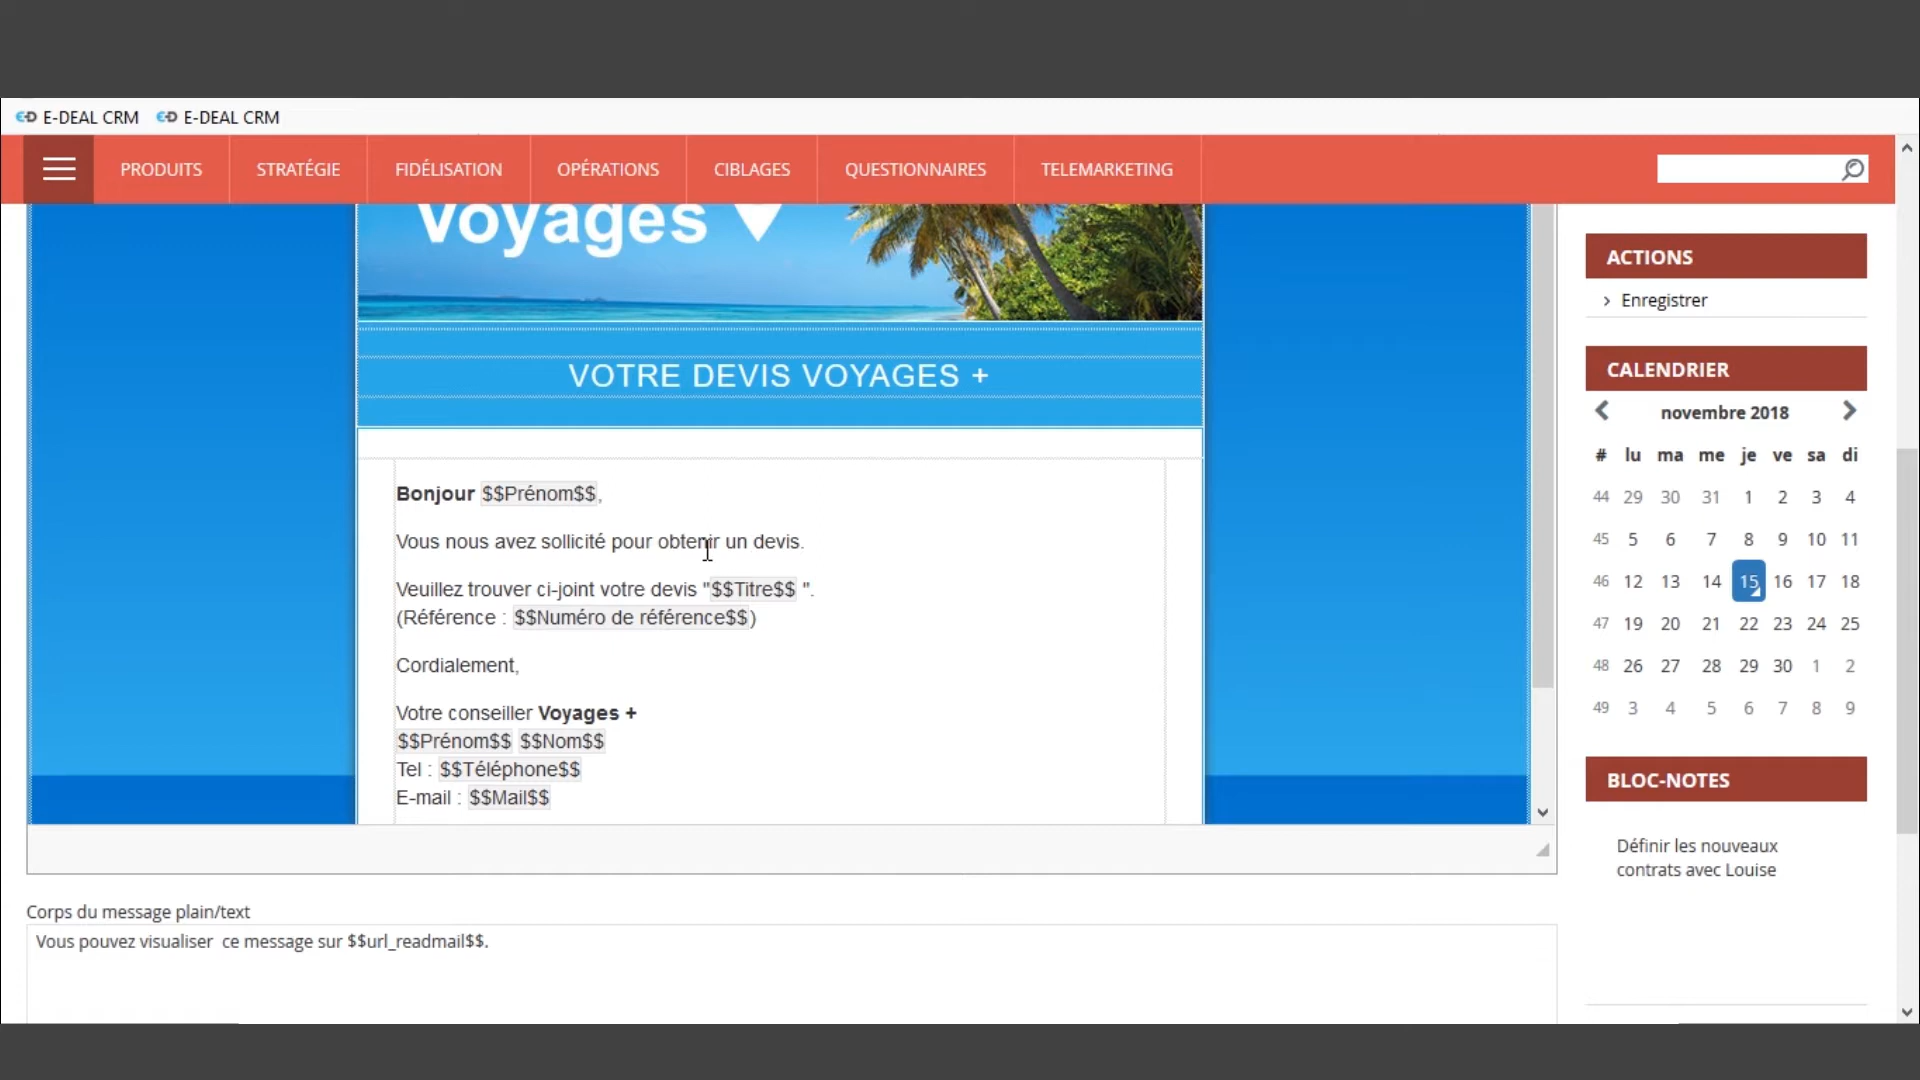 E-DEAL CRM E-DEAL CRM
PRODUITS STRATÉGIE FIDÉLISATION OPÉRATIONS CIBLAGES QUESTIONNAIRES TELEMARKETING
Voyages
VOTRE DEVIS VOYAGES +
Bonjour $$Prénom$$,
Vous nous avez sollicité pour obtenir un devis.
Veuillez trouver ci-joint votre devis "$$Titre$$ ".
(Référence : $$Numéro de référence$$)
Cordialement,
Votre conseiller Voyages +
$$Prénom$$ $$Nom$$
Tel : $$Téléphone$$
E-mail : $$Mail$$
Corps du message plain/text
Vous pouvez visualiser ce message sur $$url_readmail$$.
ACTIONS
Enregistrer
CALENDRIER
novembre 2018
# lu ma me je ve sa di
44 29 30 31 1 2 3 4
45 5 6 7 8 9 10 11
46 12 13 14 15 16 17 18
47 19 20 21 22 23 24 25
48 26 27 28 29 30 1 2
49 3 4 5 6 7 8 9
BLOC-NOTES
Définir les nouveaux
contrats avec Louise